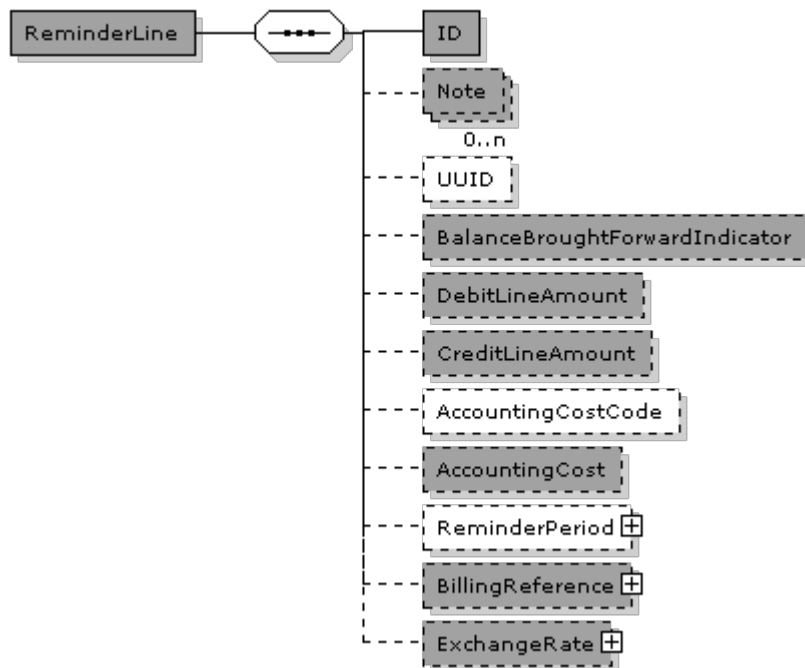 ReminderLine
ID
Note
0..n
UUID
BalanceBroughtForwardIndicator
DebitLineAmount
CreditLineAmount
AccountingCostCode
AccountingCost
ReminderPeriod
BillingReference
ExchangeRate